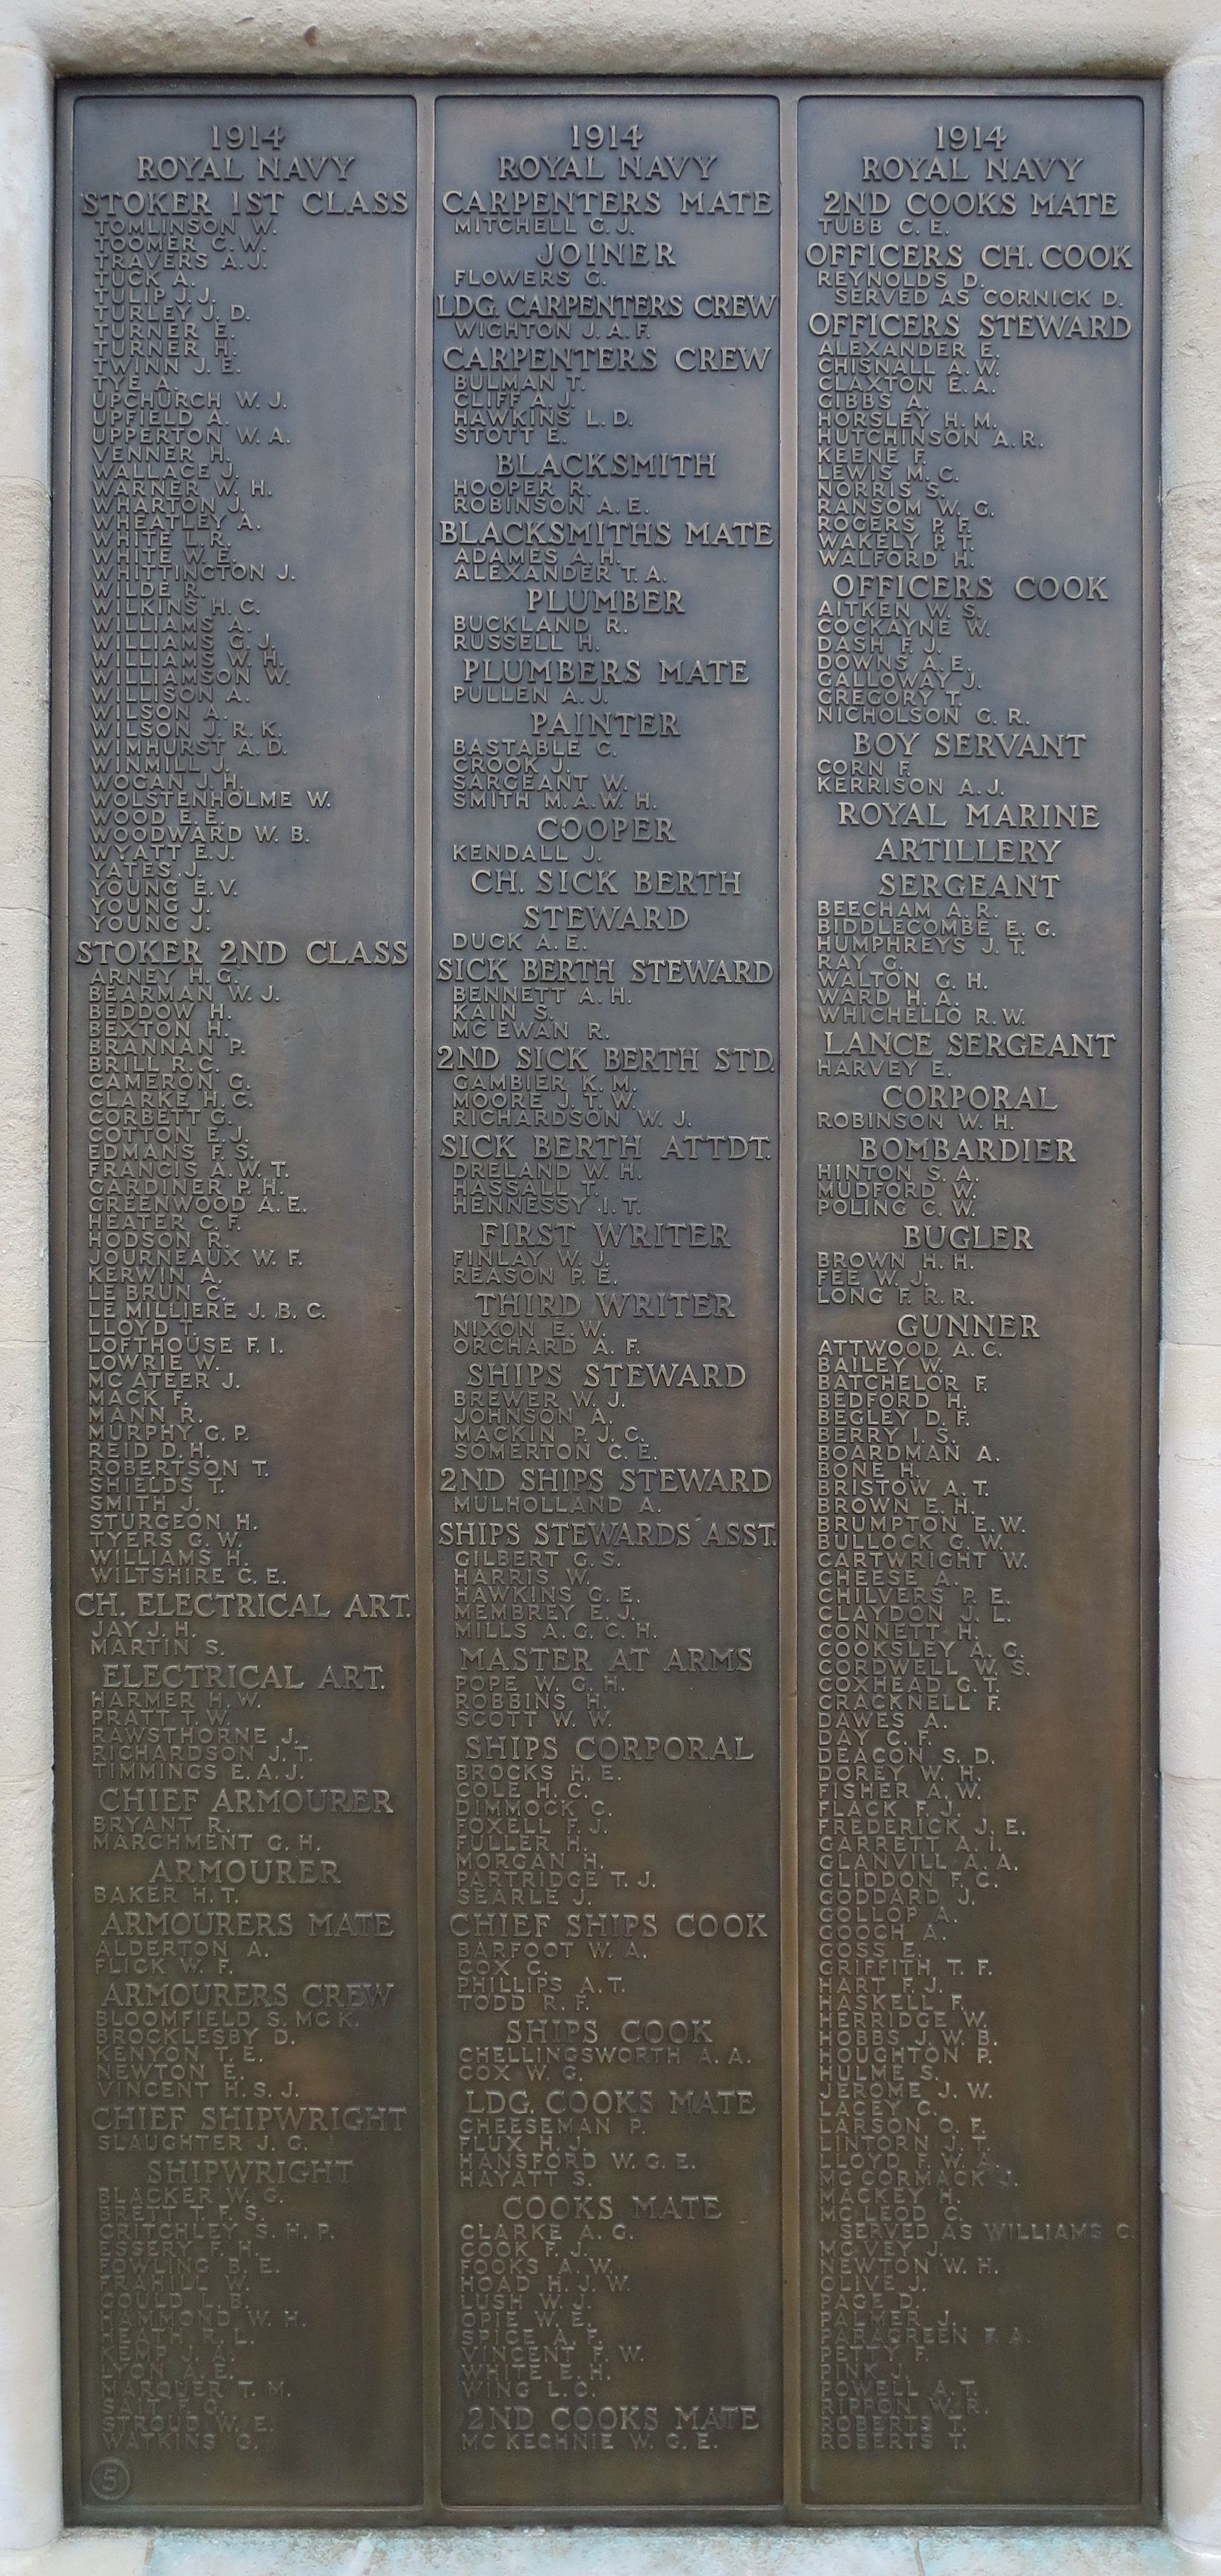 1914
ROYAL NAVY
STOKER 1ST CLASS
TOMLINSON W.
TOOMER C.W.
TRAVERS A.J.
TUCK A.
TULIP J.J.
TURLEY J.D.
TURNER E.
TURNER H.
TWINN J.E.
TYE A.
UPCHURCH W.J.
UPFIELD A.
UPPERTON W.A.
VENNER H.
WALLACE J.
WARNER W.H.
WHARTON J.
WHEATLEY A.
WHITE L.R.
WHITE W.E.
WHITTINGTON J.
WILDE R.
WILKINS H.C.
WILLIAMS A.
WILLIAMS G.J.
WILLIAMS W.H.
WILLIAMSON W.
WILLISON A.
WILSON A.
WILSON J.R.K.
WIMHURST A.D.
WINMILL J.
WOGAN J.H.
WOLSTENHOLME W.
WOOD E.E.
WOODWARD W.B.
WYATT E.J.
YATES J.
YOUNG E.V.
YOUNG J.
YOUNG J.
STOKER 2ND CLASS
ARNEY H.G.
BEARMAN W.J.
BEDDOW H.
BEXTON H.
BRANNAN P.
BRILL R.C.
CAMERON G.
CLARKE H.C.
CORBETT G.
COTTON E.J.
EDMANS F.S.
FRANCIS A.W.T.
GARDINER P.H.
GREENWOOD A.E.
HEATER C.F.
HODSON R.
JOURNEAUX W.F.
KERWIN A.
LE BRUN C.
LE MILLIERE J.B.C.
LLOYD T.
LOFTHOUSE F.I.
LOWRIE W.
MC ATEER J.
MACK F.
MANN R.
MURPHY G.P.
REID D.H.
ROBERTSON T.
SHIELDS T.
SMITH J.
STURGEON H.
TYERS G.W.
WILLIAMS H.
WILTSHIRE C.E.
CH. ELECTRICAL ART.
JAY J.H.
MARTIN S.
ELECTRICAL ART.
HARMER H.W.
PRATT T.W.
RAWSTHORNE J.
RICHARDSON J.T.
TIMMINGS E.A.J.
CHIEF ARMOURER
BRYANT R.
MARCHMENT G.H.
ARMOURER
BAKER H.T.
ARMOURERS MATE
ALDERTON A.
FLICK W.F.
ARMOURERS CREW
BLOOMFIELD S.MCK.
BROCKLESBY D.
KENYON T.E.
NEWTON E.
VINCENT H.S.J.
CHIEF SHIPWRIGHT
SLAUGHTER J.G.
SHIPWRIGHT
BLACKER W.G.
BRETT T.F.S.
CRITCHLEY S.H.P.
ESSERY F.H.
FOWLING B.E.
FRAHILL W.
GOULD L.B.
HAMMOND W.H.
HEATH R.L.
KEMP J.A.
LYON A.E.
MARQUER T.M.
SALT F.G.
STROUD W.E.
WATKINS G.
5
1914
ROYAL NAVY
CARPENTERS MATE
MITCHELL G.J.
JOINER
FLOWERS G.
LDG. CARPENTERS CREW
WIGHTON J.A.F.
CARPENTERS CREW
BULMAN T.
CLIFF A.J.
HAWKINS L.D.
STOTT E.
BLACKSMITH
HOOPER R.
ROBINSON A.E.
BLACKSMITHS MATE
ADAMES A.H.
ALEXANDER T.A.
PLUMBER
BUCKLAND R.
RUSSELL H.
PLUMBERS MATE
PULLEN A.J.
PAINTER
BASTABLE C.
CROOK J.
SARGEANT W.
SMITH M.A.W.H.
COOPER
KENDALL J.
CH. SICK BERTH
STEWARD
DUCK A.E.
SICK BERTH STEWARD
BENNETT A.H.
KAIN S.
MC EWAN R.
2ND SICK BERTH STD.
GAMBIER K.M.
MOORE J.T.W.
RICHARDSON W.J.
SICK BERTH ATTDT.
DRELAND W.H.
HASSALL T.
HENNESSY I.T.
FIRST WRITER
FINLAY W.J.
REASON P.E.
THIRD WRITER
NIXON E.W.
ORCHARD A.F.
SHIPS STEWARD
BREWER W.J.
JOHNSON A.
MACKIN P.J.C.
SOMERTON C.E.
2ND SHIPS STEWARD
MULHOLLAND A.
SHIPS STEWARDS ASST.
GILBERT G.S.
HARRIS W.
HAWKINS G.E.
MEMBREY E.J.
MILLS A.G.C.H.
MASTER AT ARMS
POPE W.G.H.
ROBBINS H.
SCOTT W.W.
SHIPS CORPORAL
BROCKS H.E.
COLE H.C.
DIMMOCK C.
FOXELL F.J.
FULLER H.
MORGAN H.
PARTRIDGE T.J.
SEARLE J.
CHIEF SHIPS COOK
BARFOOT W.A.
COX C.
PHILLIPS A.T.
TODD R.F.
SHIPS COOK
CHELLINGSWORTH A.A.
COX W.G.
LDG. COOKS MATE
CHEESEMAN P.
FLUX H.J.
HANSFORD W.G.E.
HAYATT S.
COOKS MATE
CLARKE A.G.
COOK F.J.
FOOKS A.W.
HOAD H.J.W.
LUSH W.J.
OPIE W.E.
SPICE A.F.
VINCENT F.W.
WHITE E.H.
WING L.C.
2ND COOKS MATE
MC KECHNIE W.G.E.
1914
ROYAL NAVY
2ND COOKS MATE
TUBB C.E.
OFFICERS CH. COOK
REYNOLDS D.
SERVED AS CORNICK D.
OFFICERS STEWARD
ALEXANDER E.
CHISNALL A.W.
CLAXTON E.A.
GIBBS A.
HORSLEY H.M.
HUTCHINSON A.R.
KEENE F.
LEWIS M.C.
NORRIS S.
RANSOM W.G.
ROGERS P.F.
WAKELY P.T.
WALFORD H.
OFFICERS COOK
AITKEN W.S.
COCKAYNE W.
DASH F.J.
DOWNS A.E.
GALLOWAY J.
GREGORY T.
NICHOLSON G.R.
BOY SERVANT
CORN F.
KERRISON A.J.
ROYAL MARINE
ARTILLERY
SERGEANT
BEECHAM A.R.
BIDDLECOMBE E.G.
HUMPHREYS J.T.
RAY G.
WALTON G.H.
WARD H.A.
WHICHELLO R.W.
LANCE SERGEANT
HARVEY E.
CORPORAL
ROBINSON W.H.
BOMBARDIER
HINTON S.A.
MUDFORD W.
POLING C.W.
BUGLER
BROWN H.H.
FEE W.J.
LONG F.R.R.
GUNNER
ATTWOOD A.C.
BAILEY W.
BATCHELOR F.
BEDFORD H.
BEGLEY D.F.
BERRY I.S.
BOARDMAN A.
BONE H.
BRISTOW A.T.
BROWN E.H.
BRUMPTON E.W.
BULLOCK G.W.
CARTWRIGHT W.
CHEESE A.
CHILVERS P.E.
CLAYDON J.L.
CONNETT H.
COOKSLEY A.G.
CORDWELL W.S.
COXHEAD G.T.
CRACKNELL F.
DAWES A.
DAY C.F.
DEACON S.D.
DOREY W.H.
FISHER A.W.
FLACK F.J.
FREDERICK J.E.
GARRETT A.I.
GLANVILL A.A.
GLIDDON F.C.
GODDARD J.
GOLLOP A.
GOOCH A.
GOSS E.
GRIFFITH T.F.
HART F.J.
HASKELL F.
HERRIDGE W.
HOBBS J.W.B.
HOUGHTON P.
HULME S.
JEROME J.W.
LACEY C.
LARSON O.F.
LINTORN J.T.
LLOYD F.W.A.
MC CORMACK J.
MACKEY H.
MC LEOD C.
SERVED AS WILLIAMS C.
MC VEY J.
NEWTON W.H.
OLIVE J.
PAGE D.
PALMER J.
PARAGREEN F.A.
PETTY F.
PINK J.
POWELL A.T.
RIPPON W.R.
ROBERTS T.
ROBERTS T.